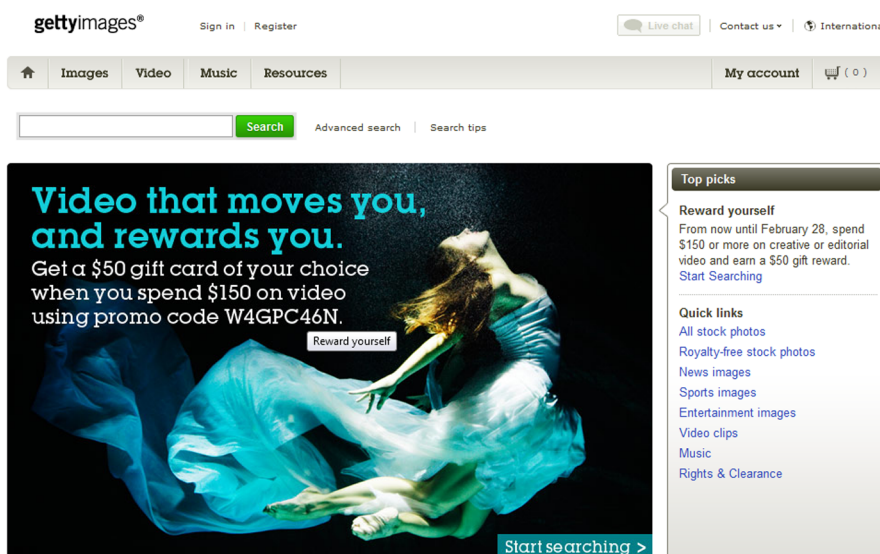 gettyimages®
Sign in
Register
Live chat
Contact us
Images
Video
Music
Resources
My account
( 0 )
Search
Advanced search
Search tips
Video that moves you,
and rewards you.
Get a $50 gift card of your choice
when you spend $150 on video
using promo code W4GPC46N.
Reward yourself
Start searching >
Top picks
Reward yourself
From now until February 28, spend
$150 or more on creative or editorial
video and earn a $50 gift reward.
Start Searching
Quick links
All stock photos
Royalty-free stock photos
News images
Sports images
Entertainment images
Video clips
Music
Rights & Clearance